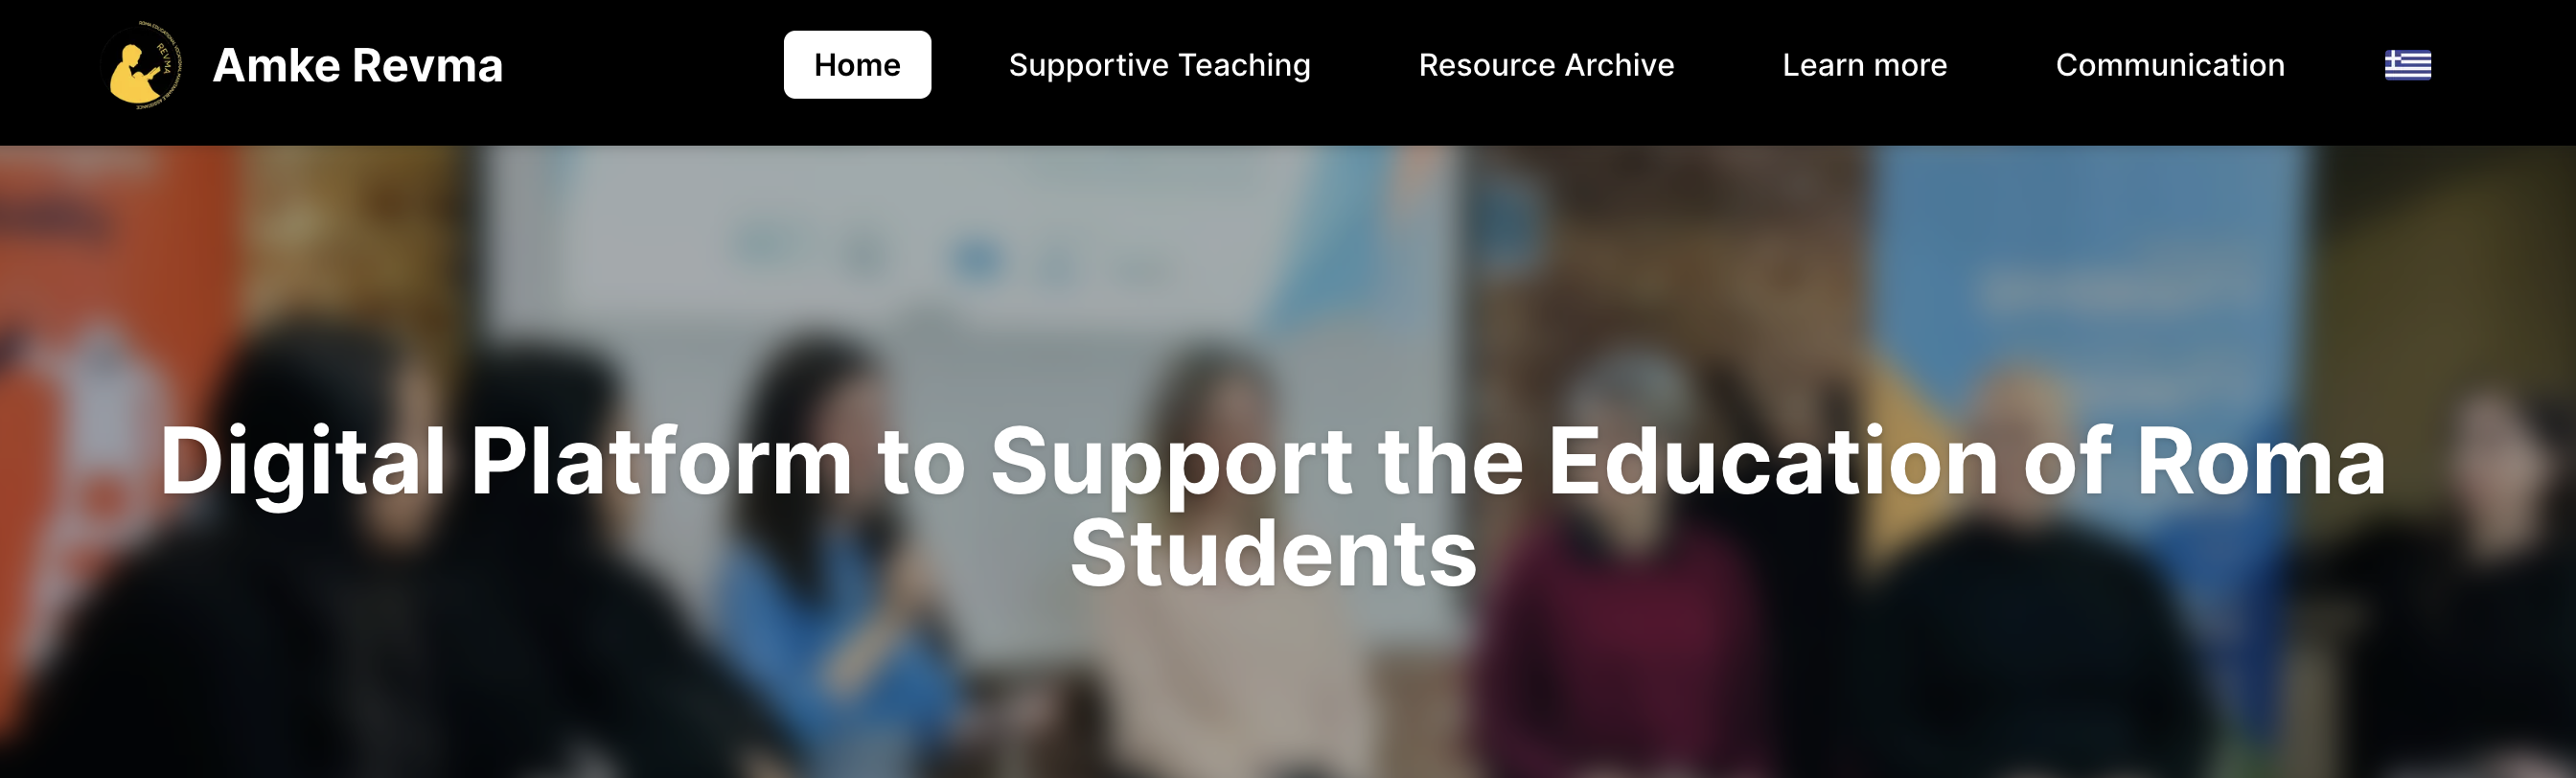 Amke Revma
Home
Supportive Teaching
Resource Archive
Learn more
Communication
REVMA
Digital Platform to Support the Education of Roma
Students